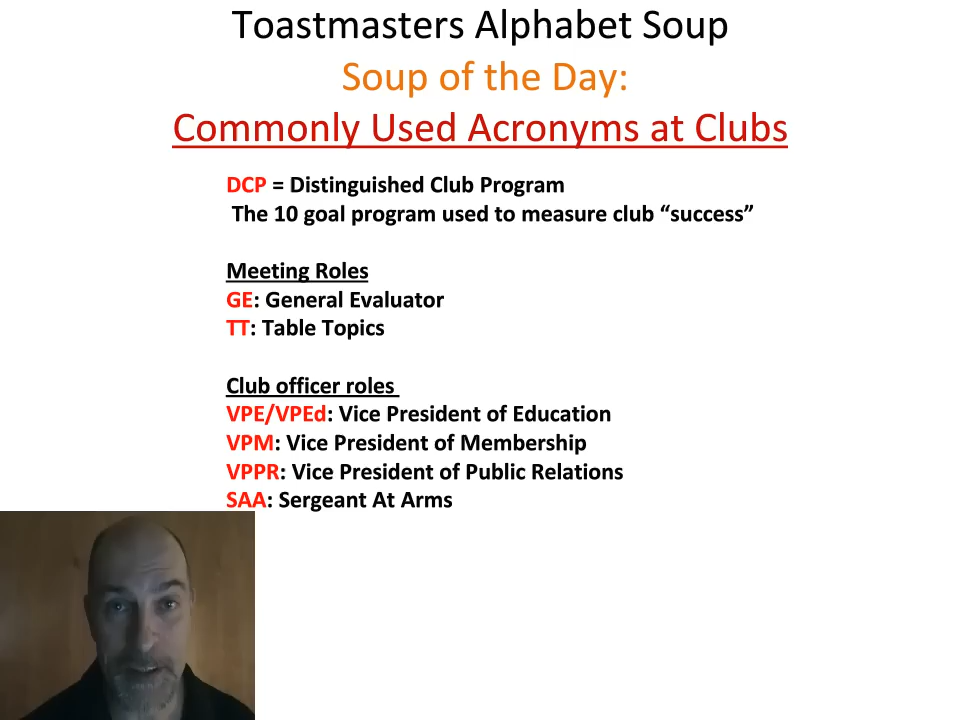 Toastmasters Alphabet Soup
Soup of the Day:
Commonly Used Acronyms at Clubs
DCP = Distinguished Club Program
The 10 goal program used to measure club “success”
Meeting Roles
GE: General Evaluator
TT: Table Topics
Club officer roles
VPE/VPEd: Vice President of Education
VPM: Vice President of Membership
VPPR: Vice President of Public Relations
SAA: Sergeant At Arms